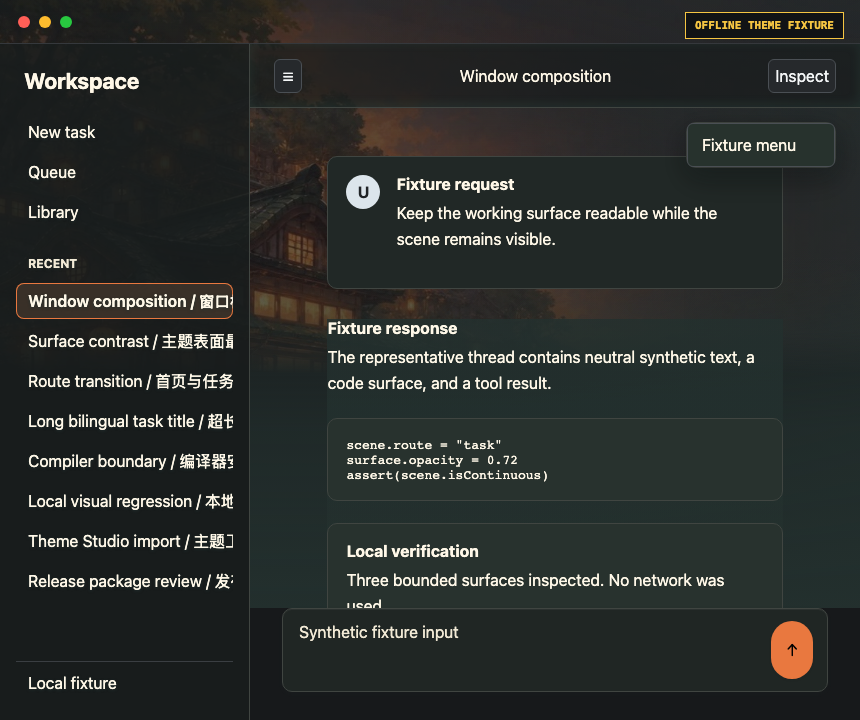 OFFLINE THEME FIXTURE
Workspace
Window composition
Inspect
New task
Queue
Library
Fixture menu
U
Fixture request
Keep the working surface readable while the
scene remains visible.
RECENT
Window composition / 窗口
Surface contrast / 主题表面
Route transition / 首页与任务
Long bilingual task title / 超长
Compiler boundary / 编译器
Local visual regression / 本地
Theme Studio import / 主题
Release package review / 发
Local fixture
Fixture response
The representative thread contains neutral synthetic text, a
code surface, and a tool result.
scene.route = "task"
surface.opacity = 0.72
assert(scene.isContinuous)
Local verification
Three bounded surfaces inspected. No network was
used.
Synthetic fixture input